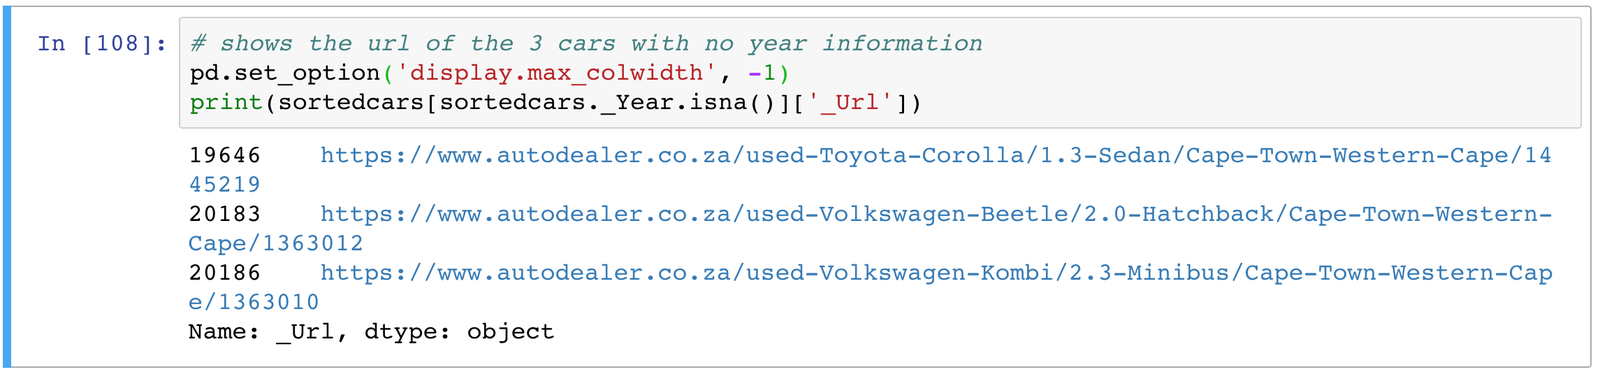 In [108]: # shows the url of the 3 cars with no year information
pd.set_option('display.max_colwidth', -1)
print(sortedcars[sortedcars._Year.isna()]['_Url'])
19646    https://www.autodealer.co.za/used-Toyota-Corolla/1.3-Sedan/Cape-Town-Western-Cape/14
45219
20183    https://www.autodealer.co.za/used-Volkswagen-Beetle/2.0-Hatchback/Cape-Town-Western-
Cape/1363012
20186    https://www.autodealer.co.za/used-Volkswagen-Kombi/2.3-Minibus/Cape-Town-Western-Cap
e/1363010
Name: _Url, dtype: object